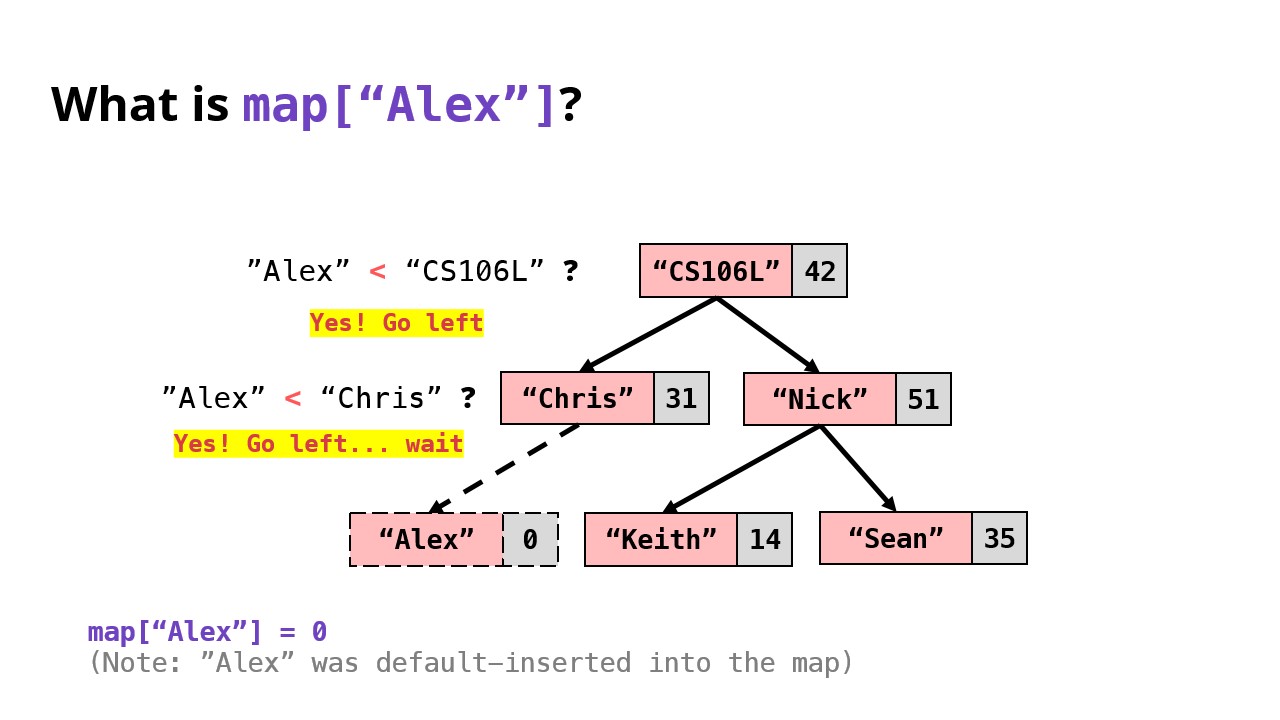 What is map[“Alex”]?
”Alex” < “CS106L” ?
“CS106L” 42
Yes! Go left
”Alex” < “Chris” ?
“Chris” 31
“Nick” 51
Yes! Go left... wait
“Alex” 0
“Keith” 14
“Sean” 35
map[“Alex”] = 0
(Note: ”Alex” was default–inserted into the map)